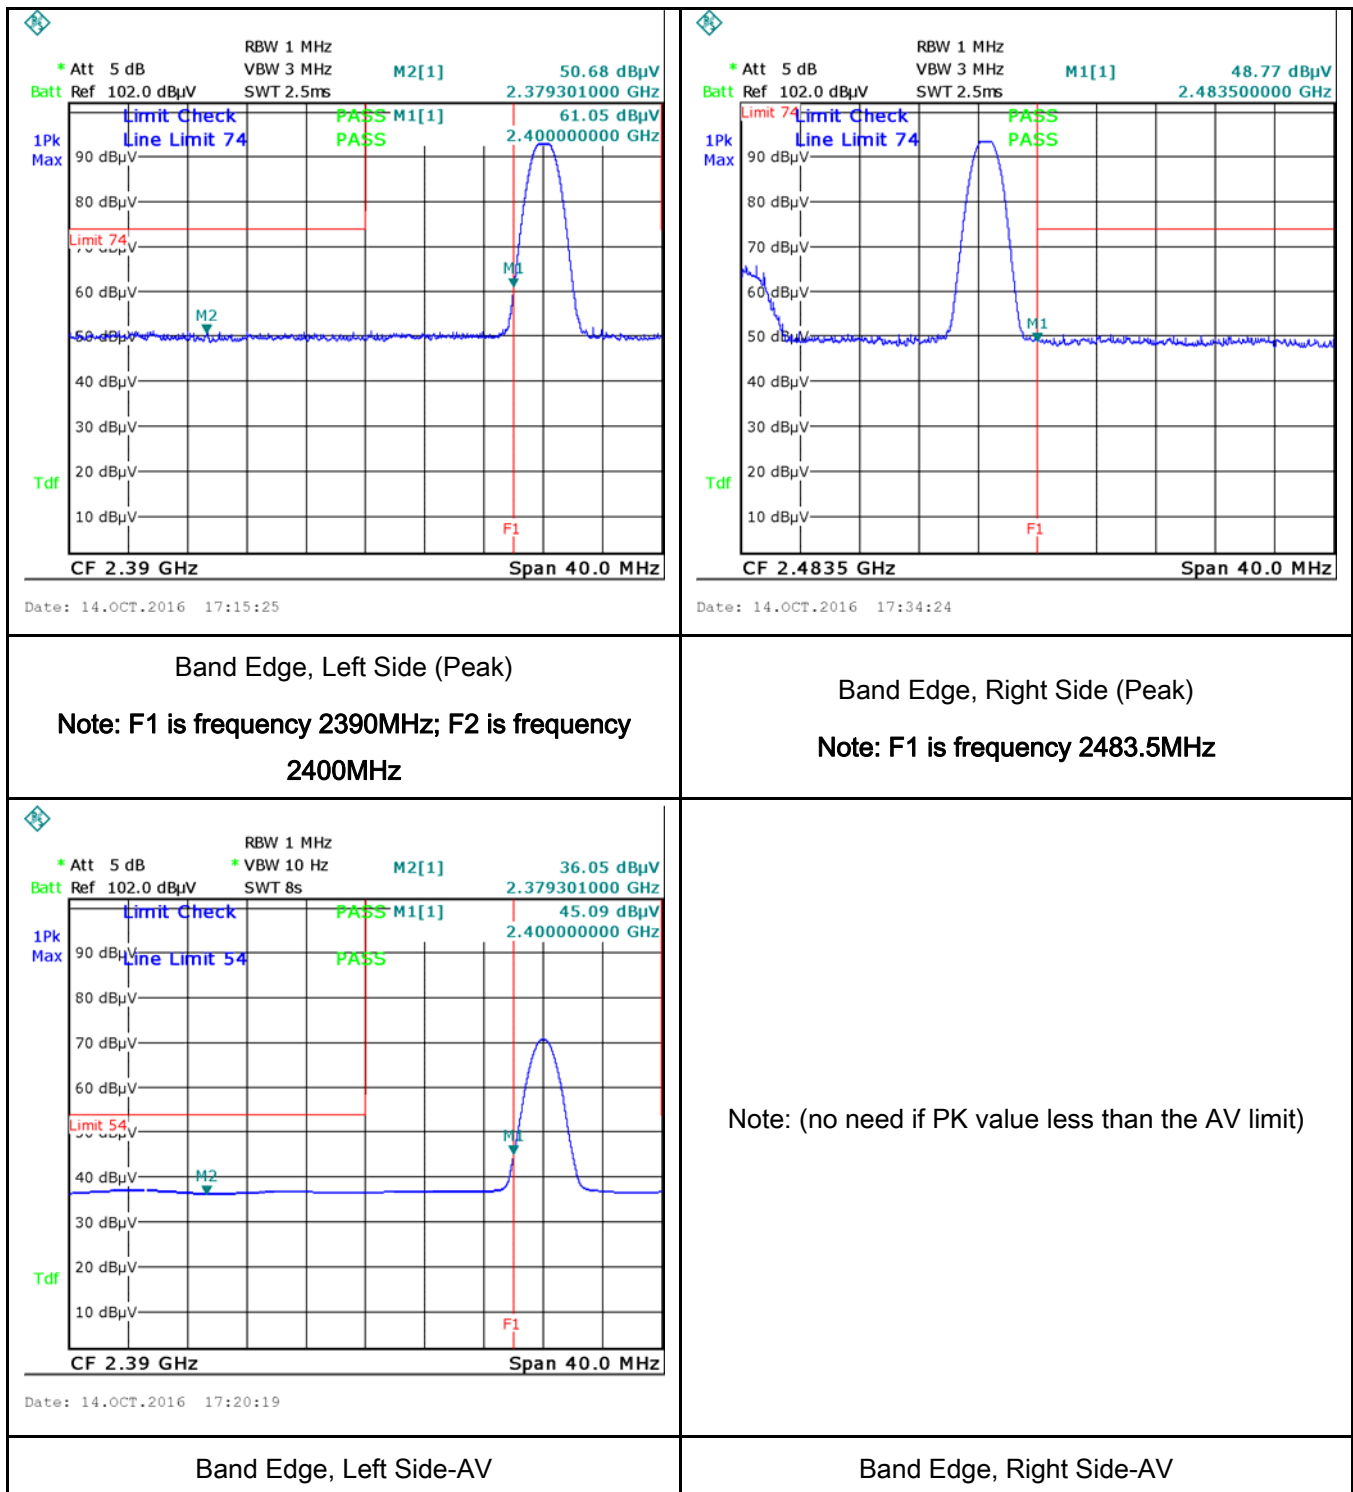 RBW 1 MHz
* Att 5 dB VBW 3 MHz M2[1] 50.68 dBµV
Batt Ref 102.0 dBµV SWT 2.5ms 2.379301000 GHz
Limit Check PASS M1[1] 61.05 dBµV
1Pk Line Limit 74 PASS 2.400000000 GHz
Max 90 dBµV
80 dBµV
Limit 74
70 dBµV
M1
60 dBµV
M2
50 dBµV
40 dBµV
30 dBµV
20 dBµV
Tdf
10 dBµV
F1
CF 2.39 GHz Span 40.0 MHz
Date: 14.OCT.2016 17:15:25
RBW 1 MHz
* Att 5 dB VBW 3 MHz M1[1] 48.77 dBµV
Batt Ref 102.0 dBµV SWT 2.5ms 2.483500000 GHz
Limit 74 Limit Check PASS
1Pk Line Limit 74 PASS
Max 90 dBµV
80 dBµV
70 dBµV
60 dBµV
M1
50 dBµV
40 dBµV
30 dBµV
20 dBµV
Tdf
10 dBµV
F1
CF 2.4835 GHz Span 40.0 MHz
Date: 14.OCT.2016 17:34:24
Band Edge, Left Side (Peak)
Note: F1 is frequency 2390MHz; F2 is frequency
2400MHz
Band Edge, Right Side (Peak)
Note: F1 is frequency 2483.5MHz
RBW 1 MHz
* Att 5 dB * VBW 10 Hz M2[1] 36.05 dBµV
Batt Ref 102.0 dBµV SWT 8s 2.379301000 GHz
Limit Check PASS M1[1] 45.09 dBµV
1Pk 2.400000000 GHz
Max 90 dBµV Line Limit 54 PASS
80 dBµV
70 dBµV
60 dBµV
Limit 54
50 dBµV
M1
40 dBµV
M2
30 dBµV
20 dBµV
Tdf
10 dBµV
F1
CF 2.39 GHz Span 40.0 MHz
Date: 14.OCT.2016 17:20:19
Note: (no need if PK value less than the AV limit)
Band Edge, Left Side-AV
Band Edge, Right Side-AV